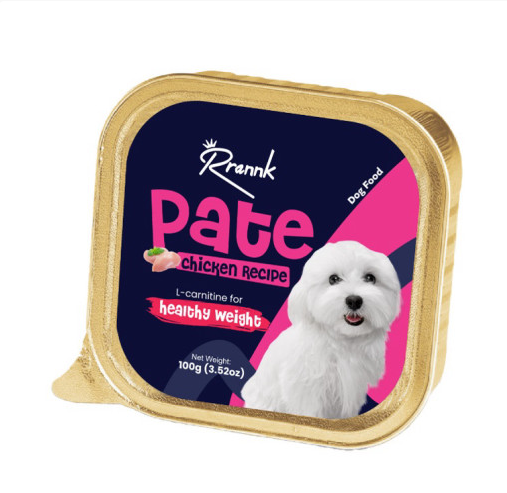 Rrannk
Pate
chicken Recipe
L-carnitine for
healthy weight
Net Weight:
100g (3.52oz)
Dog Food